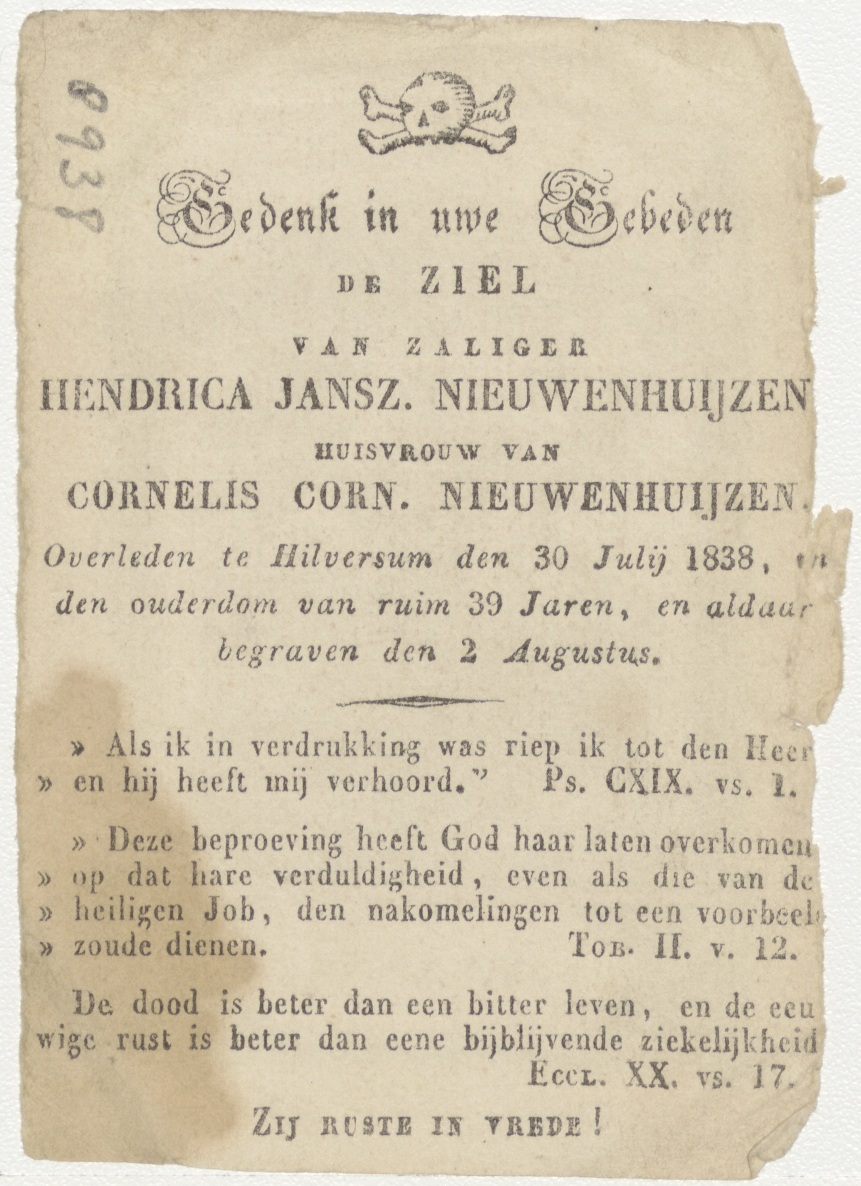 8938
Gedenk in uwe Gebeden
DE ZIEL
VAN ZALIGER
HENDRICA JANSZ. NIEUWENHUIJZEN
HUISVROUW VAN
CORNELIS CORN. NIEUWENHUIJZEN.
Overleden te Hilversum den 30 Julij 1838, in
den ouderdom van ruim 39 Jaren, en aldaar
begraven den 2 Augustus.
» Als ik in verdrukking was riep ik tot den Heer
» en hij heeft mij verhoord.” Ps. CXIX. vs. 1.
» Deze beproeving heeft God haar laten overkomen
» op dat hare verduldigheid, even als die van de
» heiligen Job, den nakomelingen tot een voorbeel
» zoude dienen. TOB. II. v. 12.
De dood is beter dan een bitter leven, en de eeu
wige rust is beter dan eene bijblijvende ziekelijkheid
ECCL. XX. vs. 17.
ZIJ RUSTE IN VREDE!